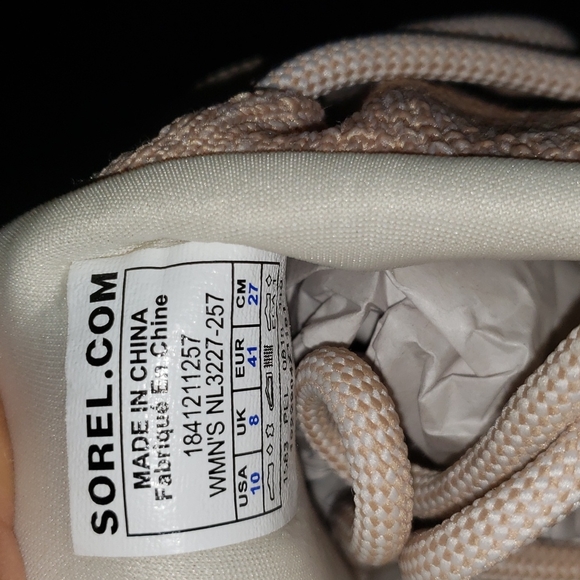 SOREL.COM
MADE IN CHINA
Fabriqué En Chine
1841211257
WMN'S NL3227-257
USA UK EUR CM
10 8 41 27